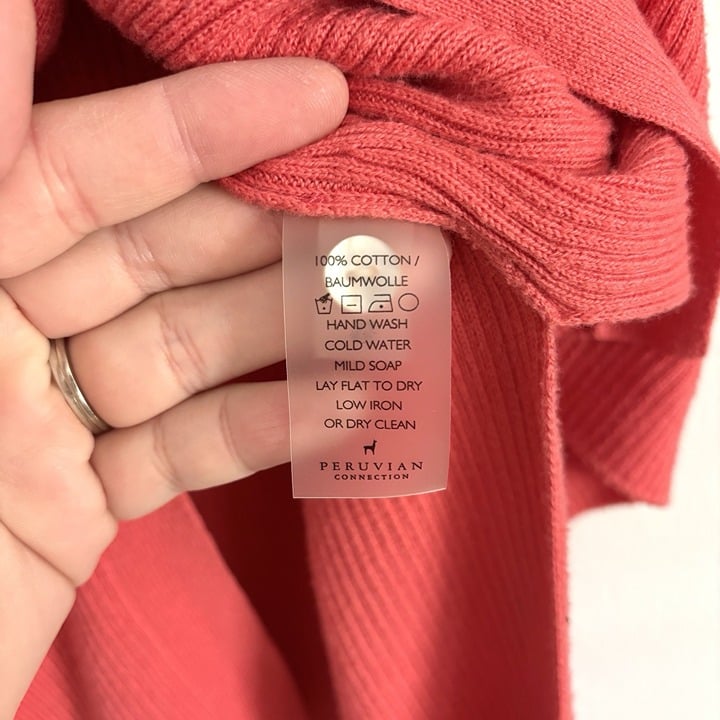 100% COTTON /
BAUMWOLLE
HAND WASH
COLD WATER
MILD SOAP
LAY FLAT TO DRY
LOW IRON
OR DRY CLEAN
PERUVIAN
CONNECTION